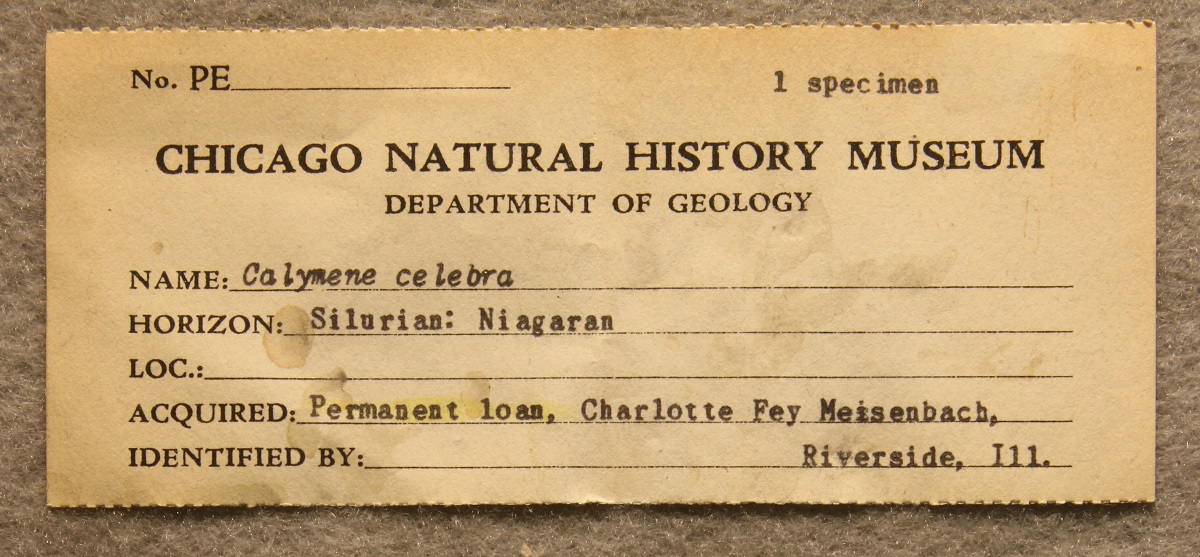 No. PE 1 specimen
CHICAGO NATURAL HISTORY MUSEUM
DEPARTMENT OF GEOLOGY
NAME: Calymene celebra
HORIZON: Silurian: Niagaran
LOC.:
ACQUIRED: Permanent loan, Charlotte Fey Meisenbach,
IDENTIFIED BY: Riverside, Ill.